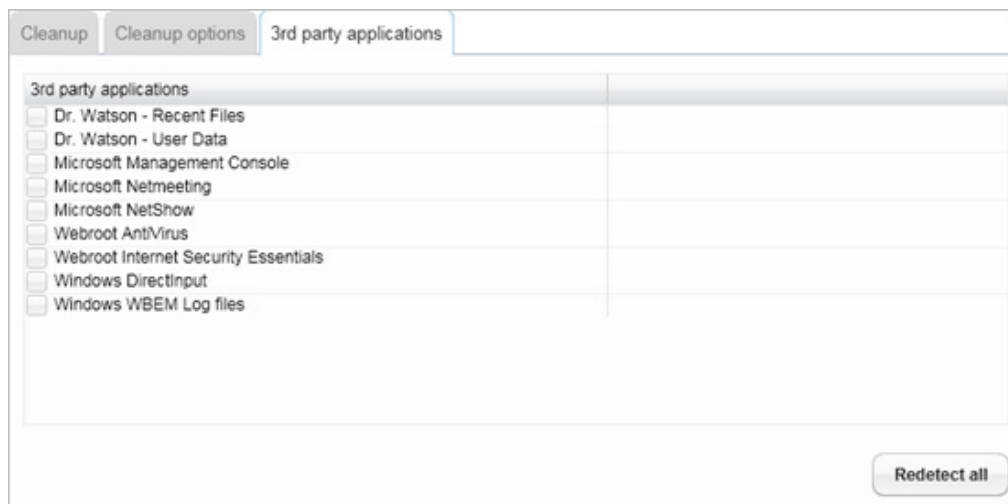 Cleanup Cleanup options 3rd party applications
3rd party applications
Dr. Watson - Recent Files
Dr. Watson - User Data
Microsoft Management Console
Microsoft Netmeeting
Microsoft NetShow
Webroot AntiVirus
Webroot Internet Security Essentials
Windows DirectInput
Windows WBEM Log files
Redetect all